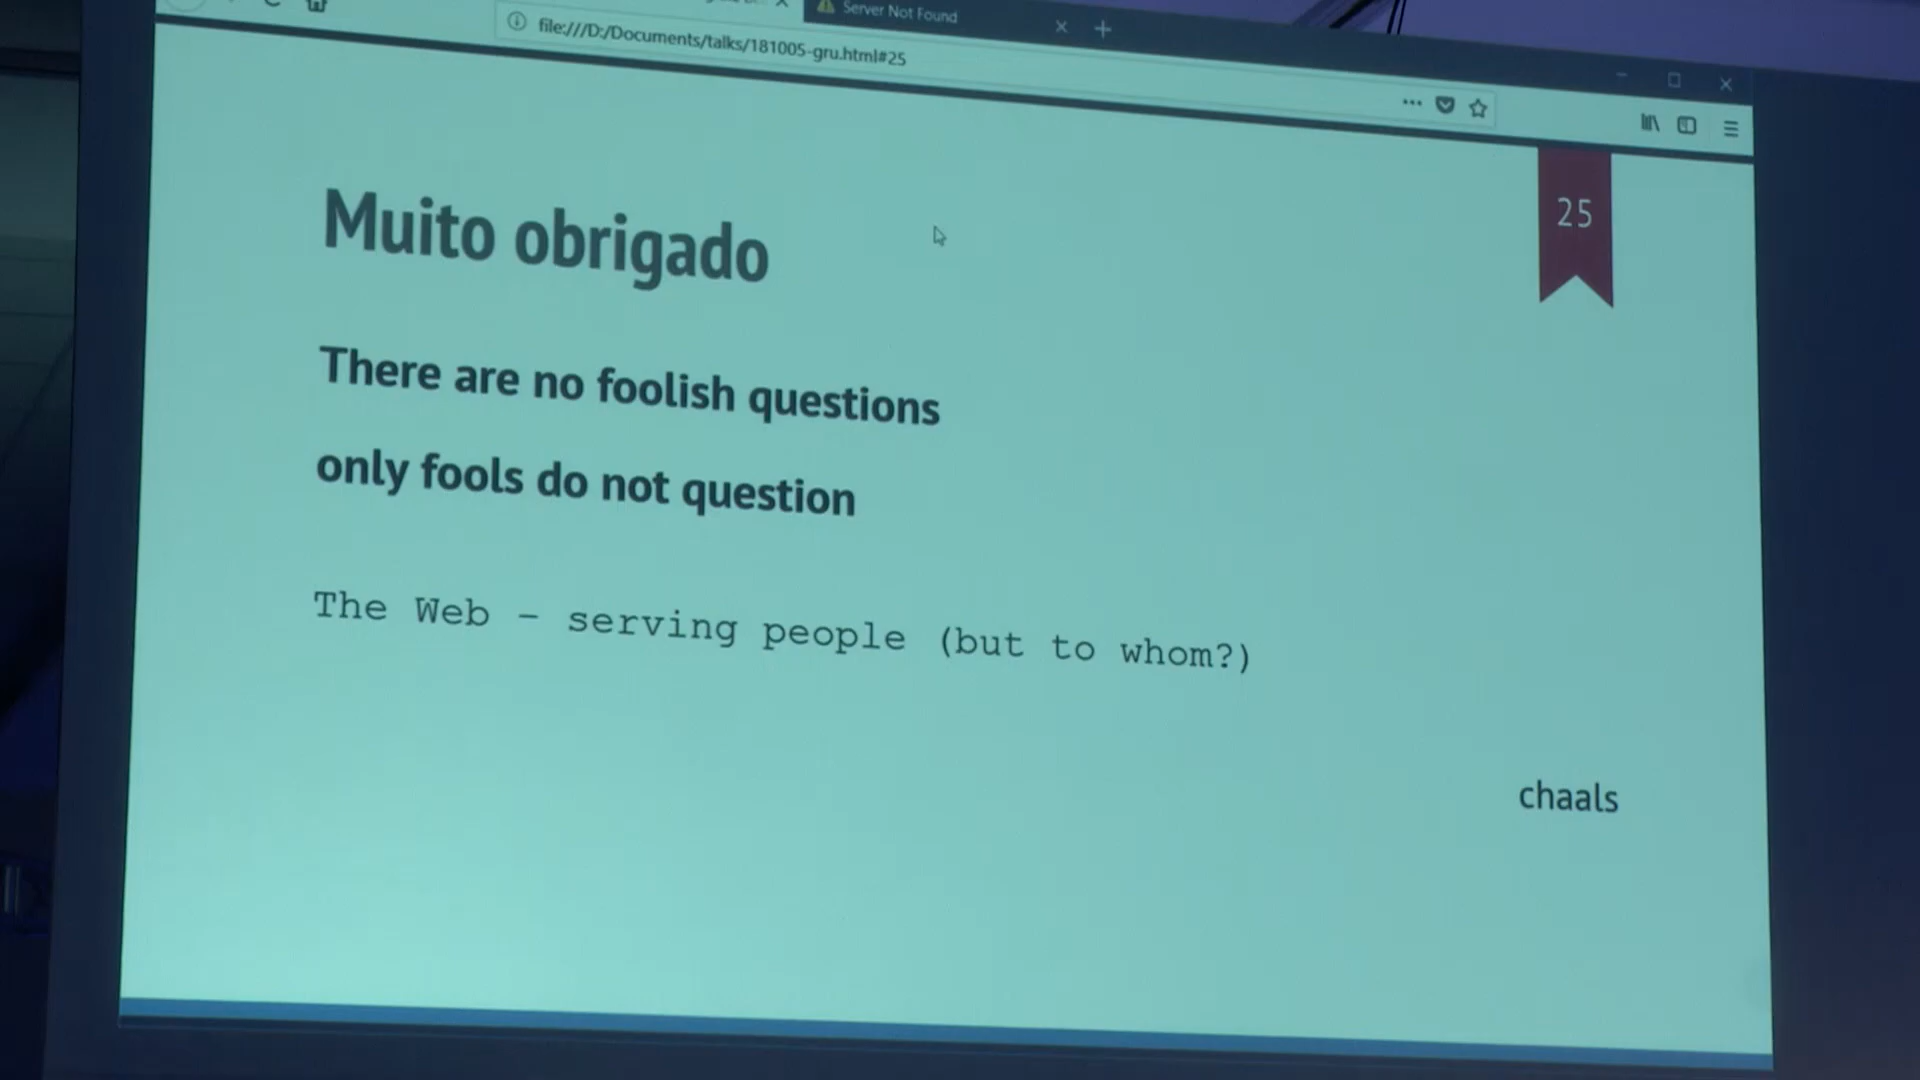 Server Not Found
file:///D:/Documents/talks/181005-gru.html#25
25
Muito obrigado
There are no foolish questions
only fools do not question
The Web – serving people (but to whom?)
chaals